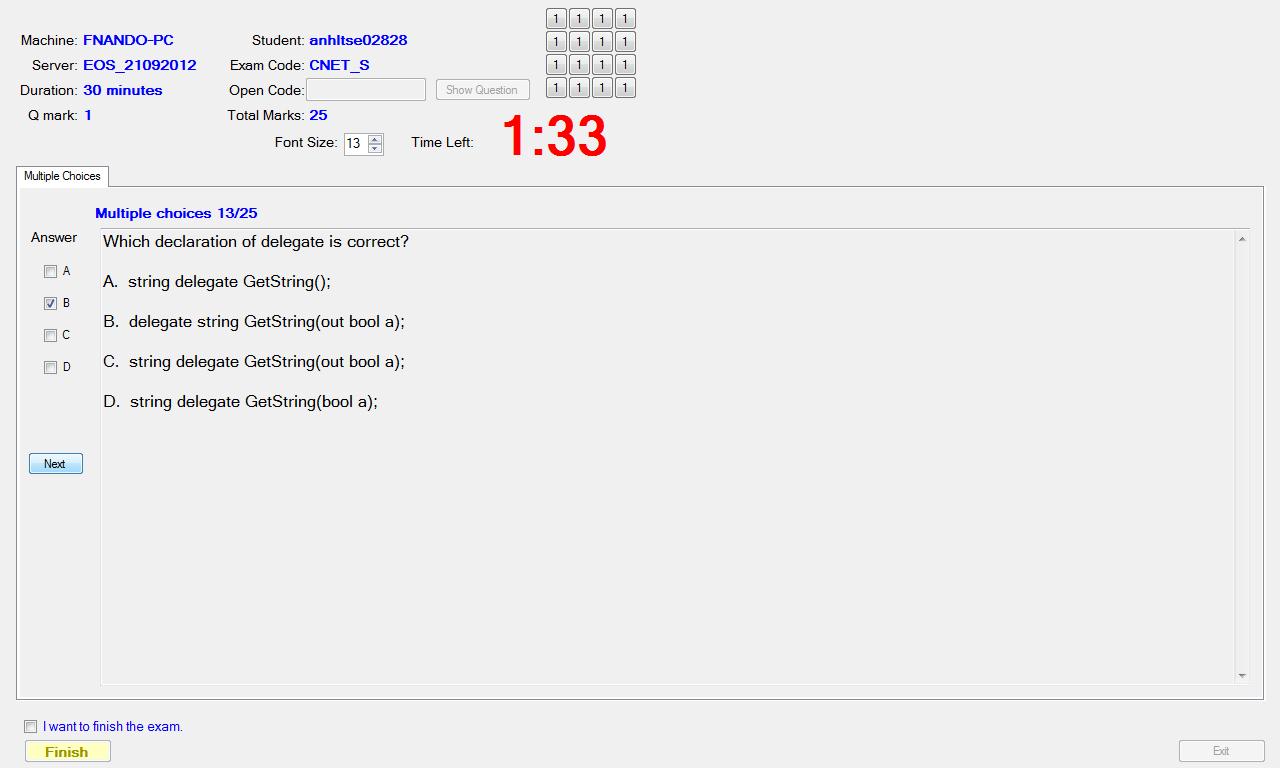 Machine: FNANDO-PC Student: anhltse02828
Server: EOS_21092012 Exam Code: CNET_S
Duration: 30 minutes Open Code: Show Question
Q mark: 1 Total Marks: 25
Font Size: 13 Time Left: 1:33
1 1 1 1
1 1 1 1
1 1 1 1
1 1 1 1
Multiple Choices
Multiple choices 13/25
Answer
A
B
C
D
Next
Which declaration of delegate is correct?
A. string delegate GetString();
B. delegate string GetString(out bool a);
C. string delegate GetString(out bool a);
D. string delegate GetString(bool a);
I want to finish the exam.
Finish
Exit